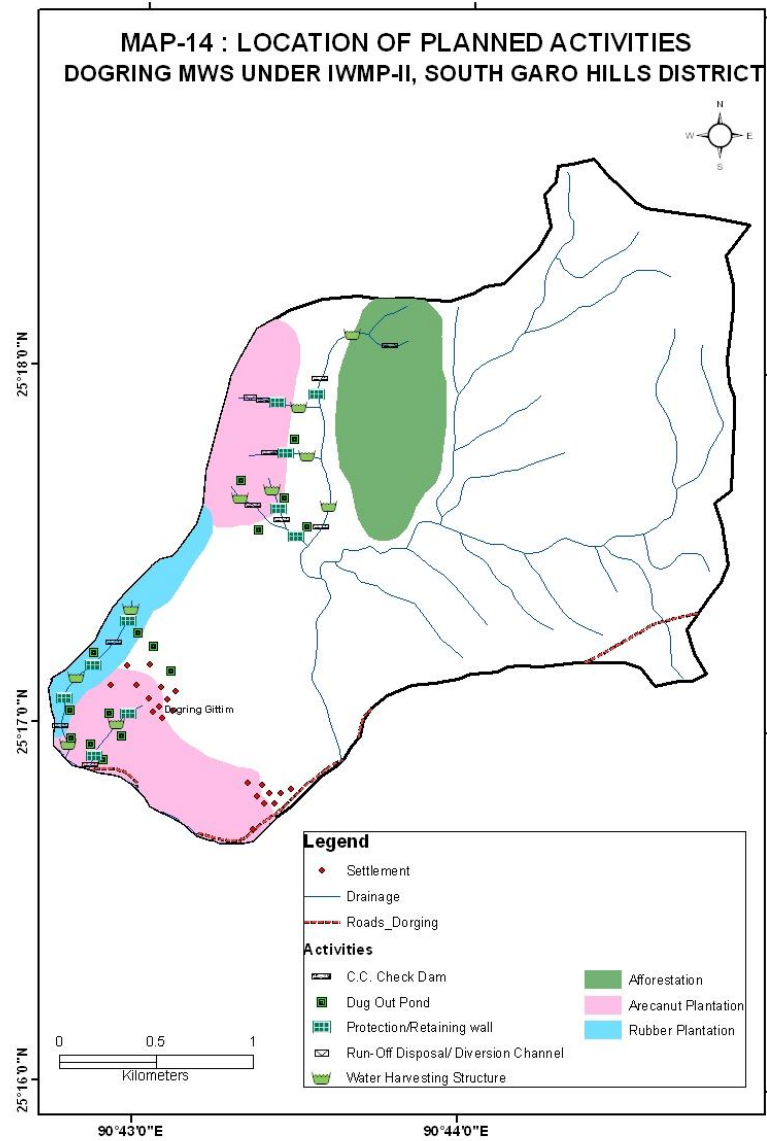 MAP-14 : LOCATION OF PLANNED ACTIVITIES
DOGRING MWS UNDER IWMP-II, SOUTH GARO HILLS DISTRICT
N
W E
S
25°18'0"N
25°17'0"N
25°16'0"N
Dogring Gittim
Legend
Settlement
Drainage
Roads_Dorging
Activities
C.C. Check Dam
Dug Out Pond
Protection/Retaining wall
Run-Off Disposal/ Diversion Channel
Water Harvesting Structure
Afforestation
Arecanut Plantation
Rubber Plantation
0 0.5 1
Kilometers
90°43'0"E 90°44'0"E